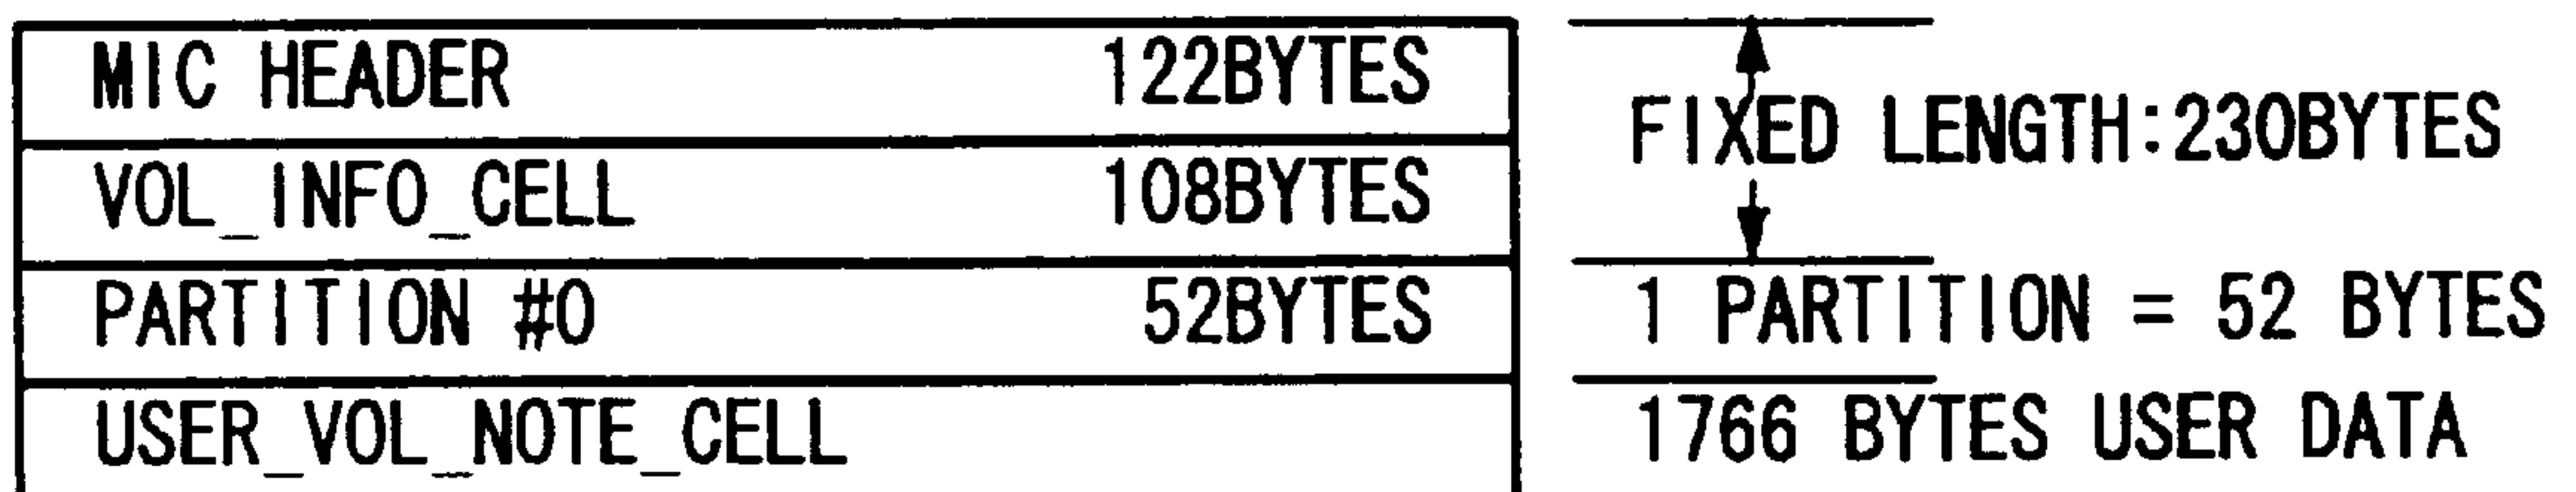 MIC HEADER 122BYTES
FIXED LENGTH:230BYTES
VOL_INFO_CELL 108BYTES
PARTITION #0 52BYTES
1 PARTITION = 52 BYTES
USER_VOL_NOTE_CELL
1766 BYTES USER DATA